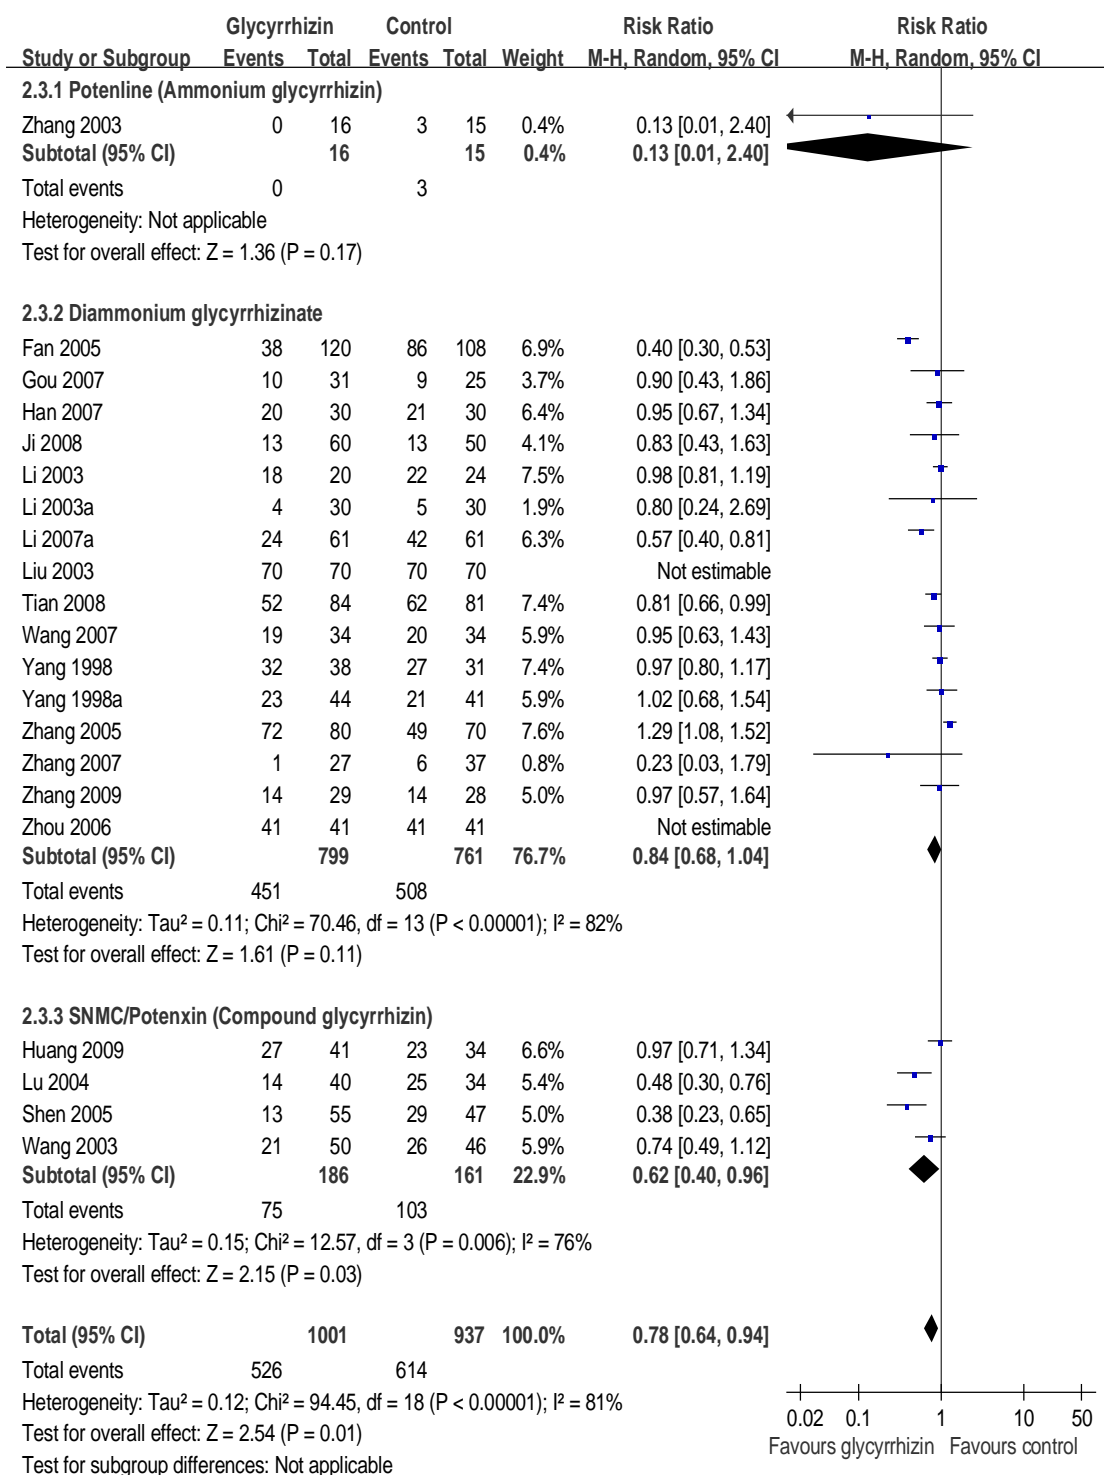 Glycyrrhizin Control Risk Ratio Risk Ratio
Study or Subgroup Events Total Events Total Weight M-H, Random, 95% CI M-H, Random, 95% CI
2.3.1 Potenline (Ammonium glycyrrhizin)
Zhang 2003 0 16 3 15 0.4% 0.13 [0.01, 2.40]
Subtotal (95% CI) 16 15 0.4% 0.13 [0.01, 2.40]
Total events 0 3
Heterogeneity: Not applicable
Test for overall effect: Z = 1.36 (P = 0.17)
2.3.2 Diammonium glycyrrhizinate
Fan 2005 38 120 86 108 6.9% 0.40 [0.30, 0.53]
Gou 2007 10 31 9 25 3.7% 0.90 [0.43, 1.86]
Han 2007 20 30 21 30 6.4% 0.95 [0.67, 1.34]
Ji 2008 13 60 13 50 4.1% 0.83 [0.43, 1.63]
Li 2003 18 20 22 24 7.5% 0.98 [0.81, 1.19]
Li 2003a 4 30 5 30 1.9% 0.80 [0.24, 2.69]
Li 2007a 24 61 42 61 6.3% 0.57 [0.40, 0.81]
Liu 2003 70 70 70 70 Not estimable
Tian 2008 52 84 62 81 7.4% 0.81 [0.66, 0.99]
Wang 2007 19 34 20 34 5.9% 0.95 [0.63, 1.43]
Yang 1998 32 38 27 31 7.4% 0.97 [0.80, 1.17]
Yang 1998a 23 44 21 41 5.9% 1.02 [0.68, 1.54]
Zhang 2005 72 80 49 70 7.6% 1.29 [1.08, 1.52]
Zhang 2007 1 27 6 37 0.8% 0.23 [0.03, 1.79]
Zhang 2009 14 29 14 28 5.0% 0.97 [0.57, 1.64]
Zhou 2006 41 41 41 41 Not estimable
Subtotal (95% CI) 799 761 76.7% 0.84 [0.68, 1.04]
Total events 451 508
Heterogeneity: Tau² = 0.11; Chi² = 70.46, df = 13 (P < 0.00001); I² = 82%
Test for overall effect: Z = 1.61 (P = 0.11)
2.3.3 SNMC/Potenxin (Compound glycyrrhizin)
Huang 2009 27 41 23 34 6.6% 0.97 [0.71, 1.34]
Lu 2004 14 40 25 34 5.4% 0.48 [0.30, 0.76]
Shen 2005 13 55 29 47 5.0% 0.38 [0.23, 0.65]
Wang 2003 21 50 26 46 5.9% 0.74 [0.49, 1.12]
Subtotal (95% CI) 186 161 22.9% 0.62 [0.40, 0.96]
Total events 75 103
Heterogeneity: Tau² = 0.15; Chi² = 12.57, df = 3 (P = 0.006); I² = 76%
Test for overall effect: Z = 2.15 (P = 0.03)
Total (95% CI) 1001 937 100.0% 0.78 [0.64, 0.94]
Total events 526 614
Heterogeneity: Tau² = 0.12; Chi² = 94.45, df = 18 (P < 0.00001); I² = 81%
Test for overall effect: Z = 2.54 (P = 0.01)
Test for subgroup differences: Not applicable
0.02 0.1 1 10 50
Favours glycyrrhizin Favours control